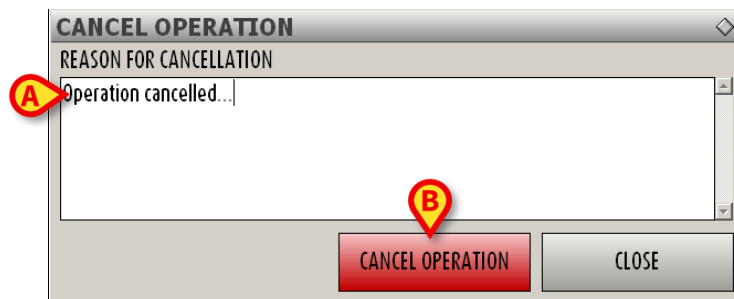 CANCEL OPERATION
REASON FOR CANCELLATION
A
Operation cancelled...
B
CANCEL OPERATION
CLOSE